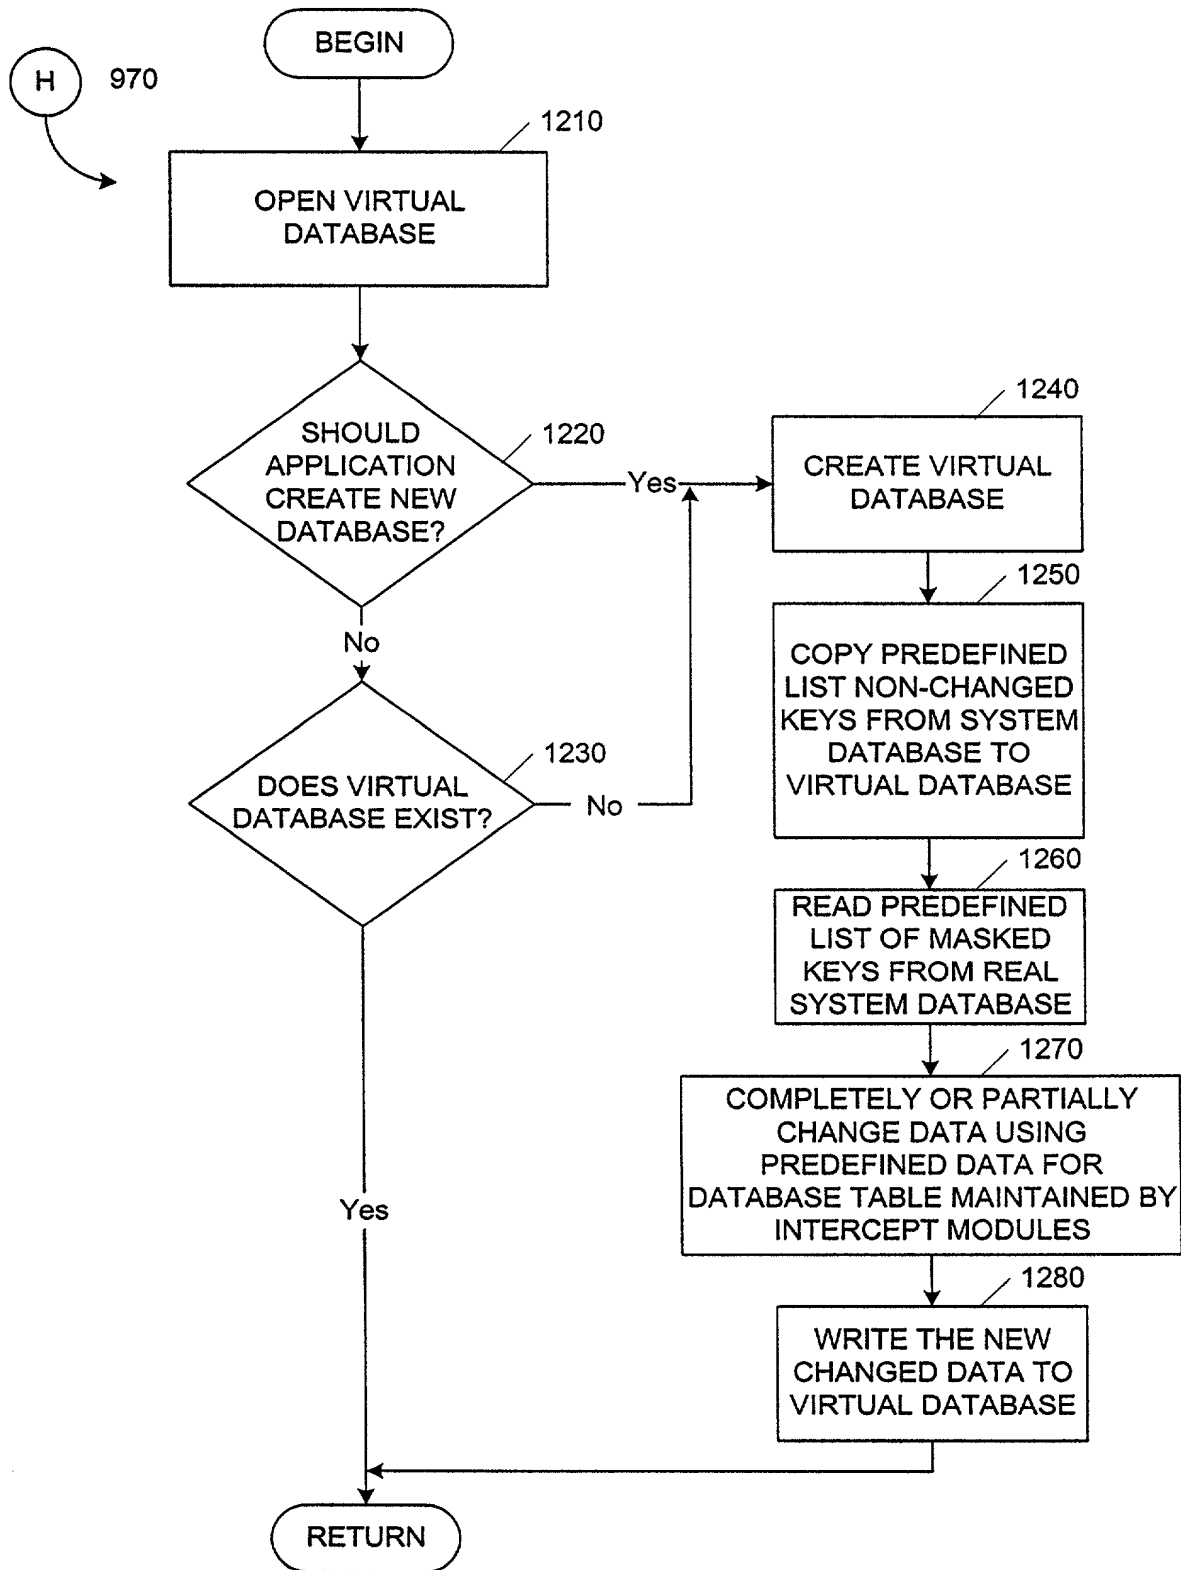 BEGIN
H
970
1210
OPEN VIRTUAL
DATABASE
1220
SHOULD
APPLICATION
CREATE NEW
DATABASE?
Yes
No
1230
DOES VIRTUAL
DATABASE EXIST?
No
Yes
1240
CREATE VIRTUAL
DATABASE
1250
COPY PREDEFINED
LIST NON-CHANGED
KEYS FROM SYSTEM
DATABASE TO
VIRTUAL DATABASE
1260
READ PREDEFINED
LIST OF MASKED
KEYS FROM REAL
SYSTEM DATABASE
1270
COMPLETELY OR PARTIALLY
CHANGE DATA USING
PREDEFINED DATA FOR
DATABASE TABLE MAINTAINED BY
INTERCEPT MODULES
1280
WRITE THE NEW
CHANGED DATA TO
VIRTUAL DATABASE
RETURN